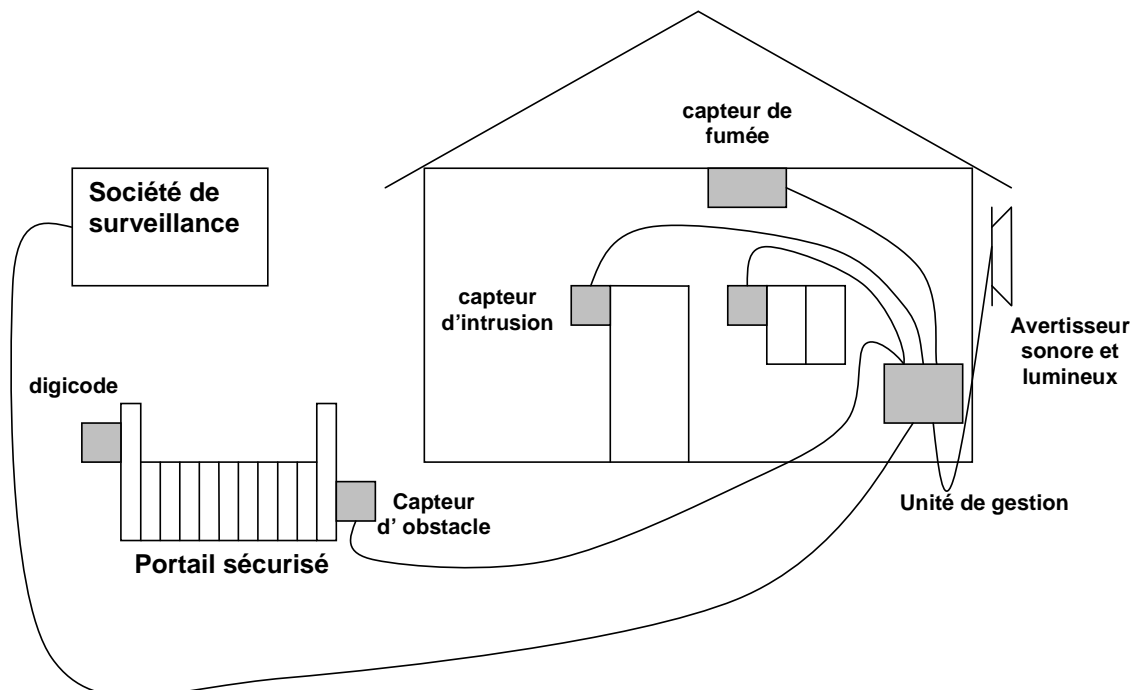 capteur de
fumée
Société de
surveillance
capteur
d'intrusion
Avertisseur
sonore et
lumineux
digicode
Capteur
d' obstacle
Unité de gestion
Portail sécurisé